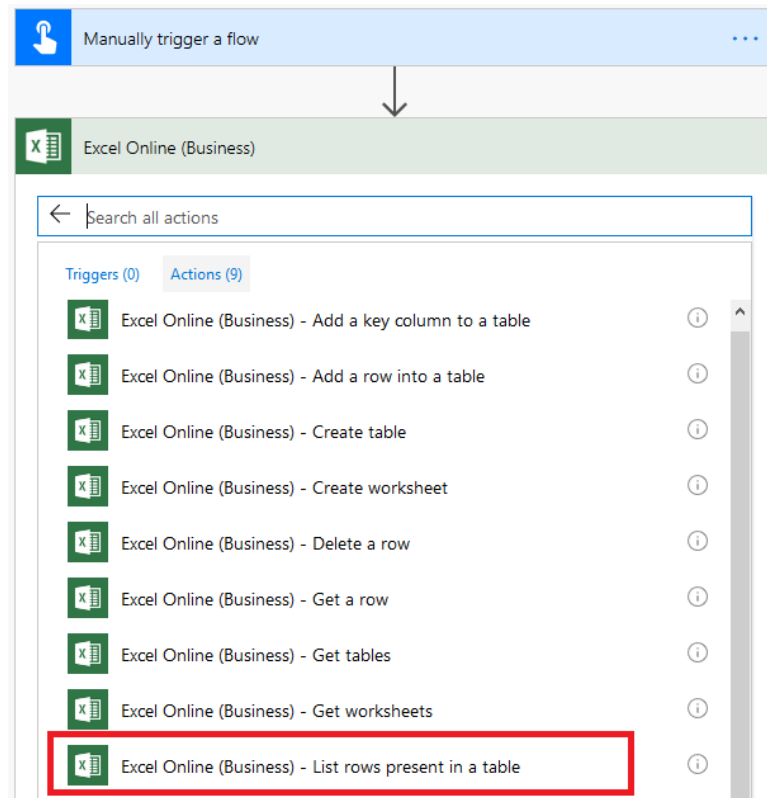 Manually trigger a flow
Excel Online (Business)
Search all actions
Triggers (0) Actions (9)
Excel Online (Business) - Add a key column to a table
Excel Online (Business) - Add a row into a table
Excel Online (Business) - Create table
Excel Online (Business) - Create worksheet
Excel Online (Business) - Delete a row
Excel Online (Business) - Get a row
Excel Online (Business) - Get tables
Excel Online (Business) - Get worksheets
Excel Online (Business) - List rows present in a table